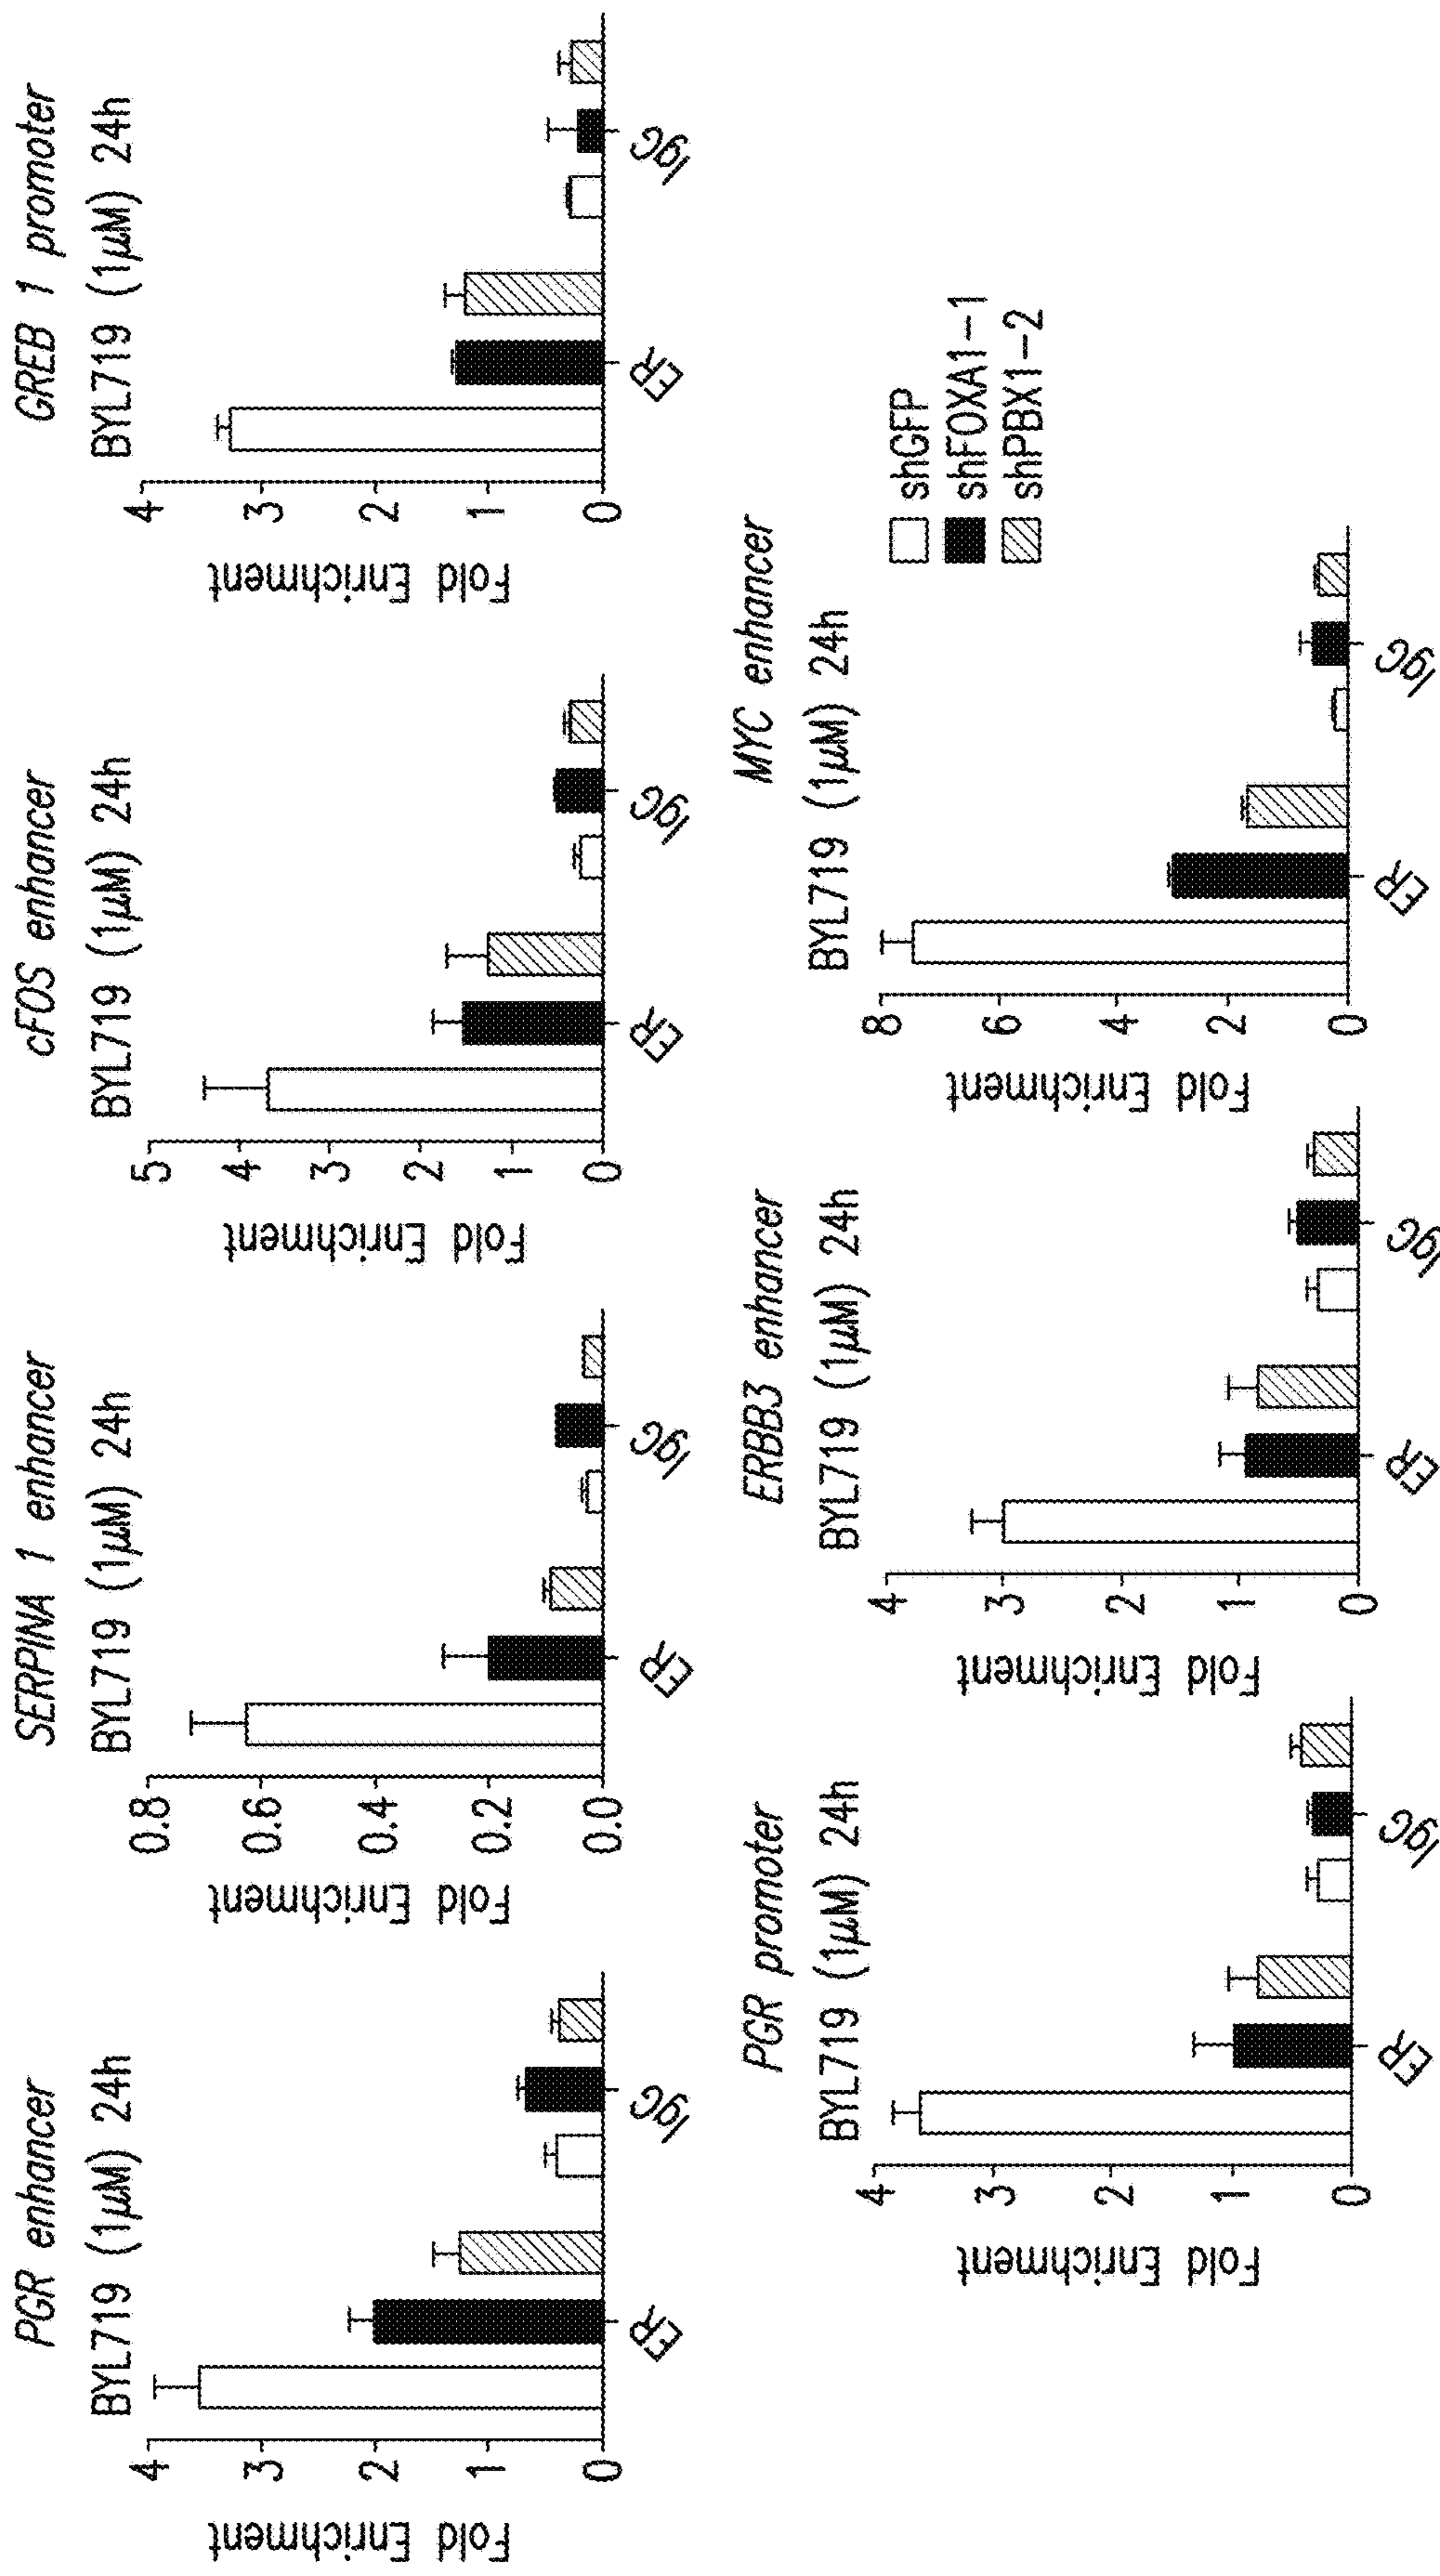 PGR enhancer
BYL719 (1μM) 24h
Fold Enrichment
4
3
2
1
0
ER
IgG
SERPINA 1 enhancer
BYL719 (1μM) 24h
Fold Enrichment
0.8
0.6
0.4
0.2
0.0
ER
IgG
cFOS enhancer
BYL719 (1μM) 24h
Fold Enrichment
5
4
3
2
1
0
ER
IgG
GREB 1 promoter
BYL719 (1μM) 24h
Fold Enrichment
4
3
2
1
0
ER
IgG
PGR promoter
BYL719 (1μM) 24h
Fold Enrichment
4
3
2
1
0
ER
IgG
ERBB3 enhancer
BYL719 (1μM) 24h
Fold Enrichment
4
3
2
1
0
ER
IgG
MYC enhancer
BYL719 (1μM) 24h
Fold Enrichment
8
6
4
2
0
ER
IgG
shGFP
shFOXA1-1
shPBX1-2